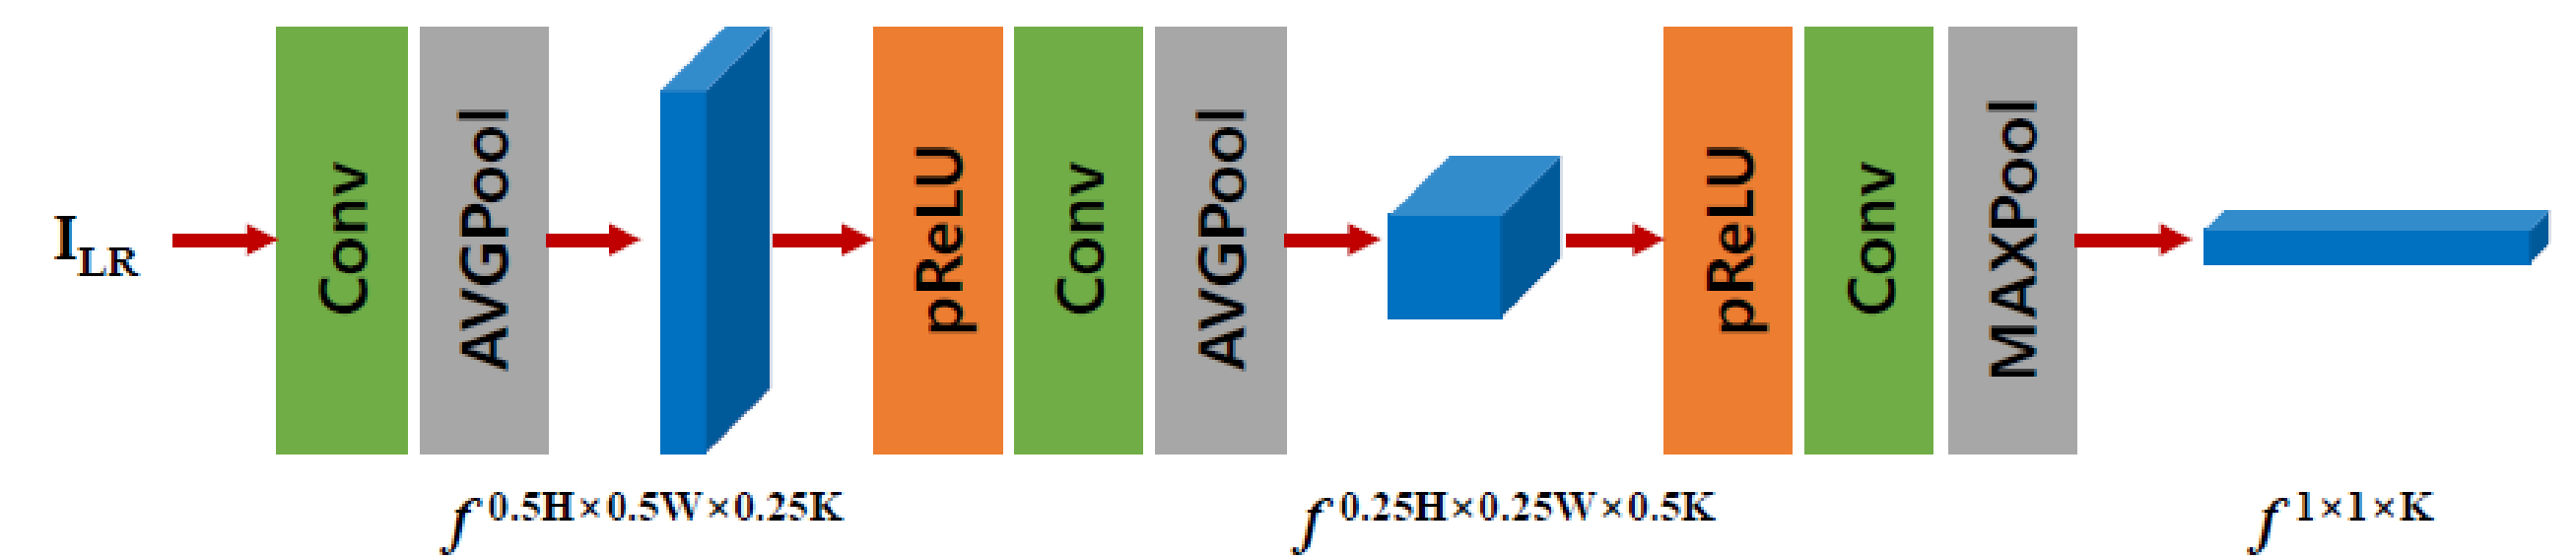 I_LR
Conv
AVGPool
pReLU
Conv
AVGPool
pReLU
Conv
MAXPool
f^0.5H×0.5W×0.25K
f^0.25H×0.25W×0.5K
f^1×1×K